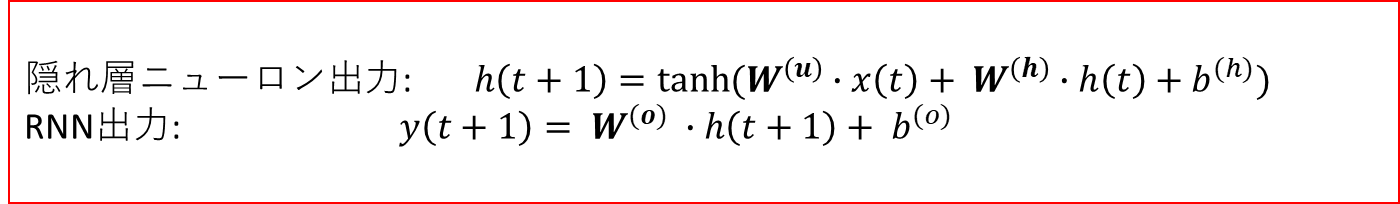 隠れ層ニューロン出力: h(t + 1) = tanh(W^(u) · x(t) + W^(h) · h(t) + b^(h))
RNN出力: y(t + 1) = W^(o) · h(t + 1) + b^(o)